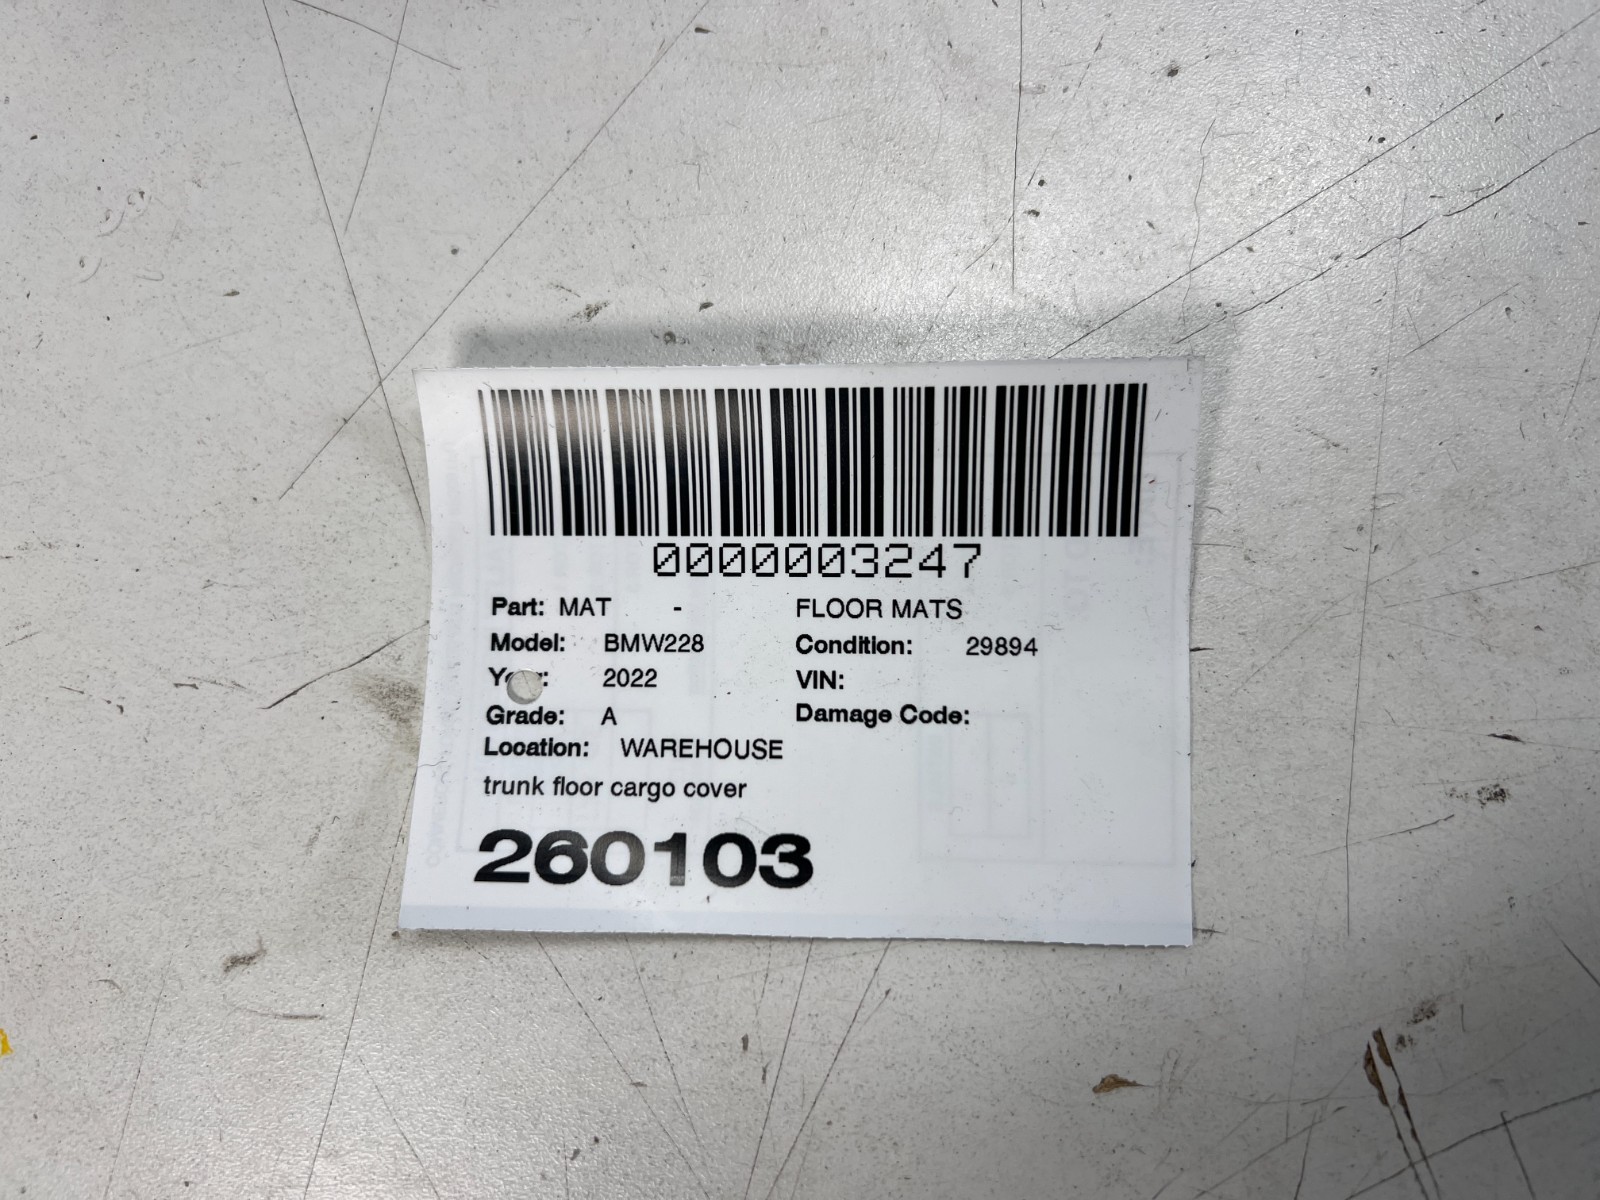 0000003247
Part: MAT - FLOOR MATS
Model: BMW228 Condition: 29894
2022 VIN:
Grade: A Damage Code:
Location: WAREHOUSE
trunk floor cargo cover
260103